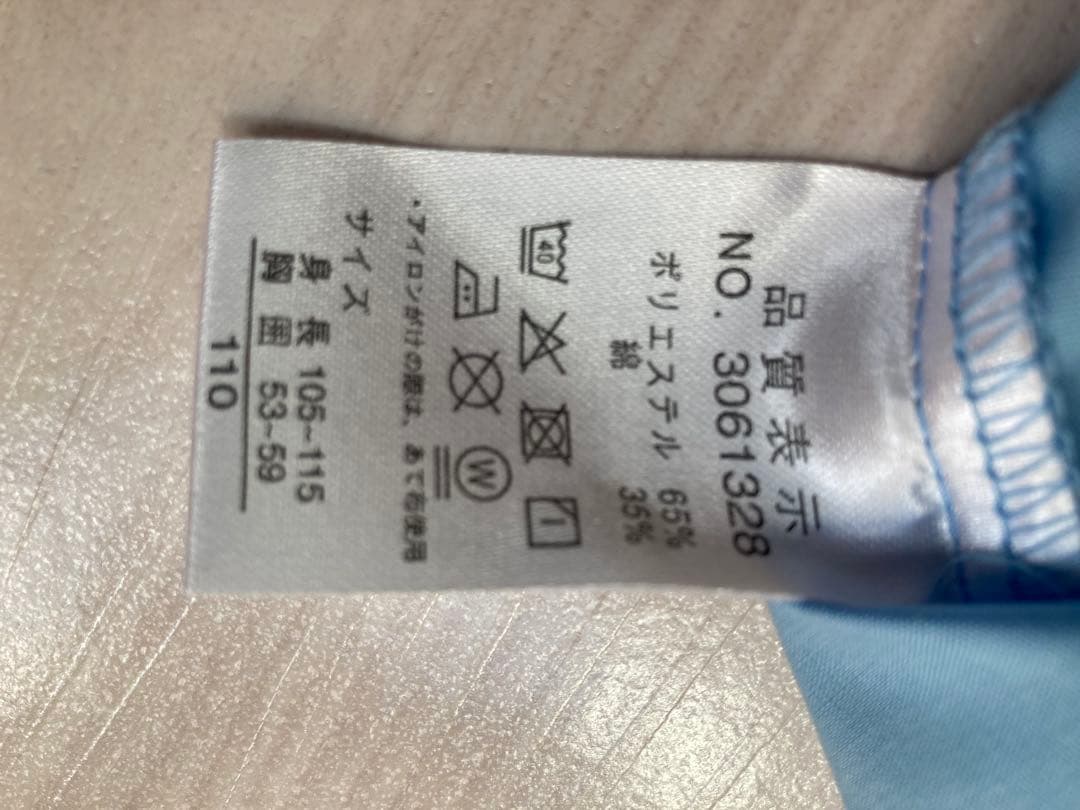 品質表示
NO. 3061328
ポリエステル 65%
綿 35%
40
W
・アイロンがけの際は、あて布使用
サイズ
身長 105~115
胸囲 53~59
110